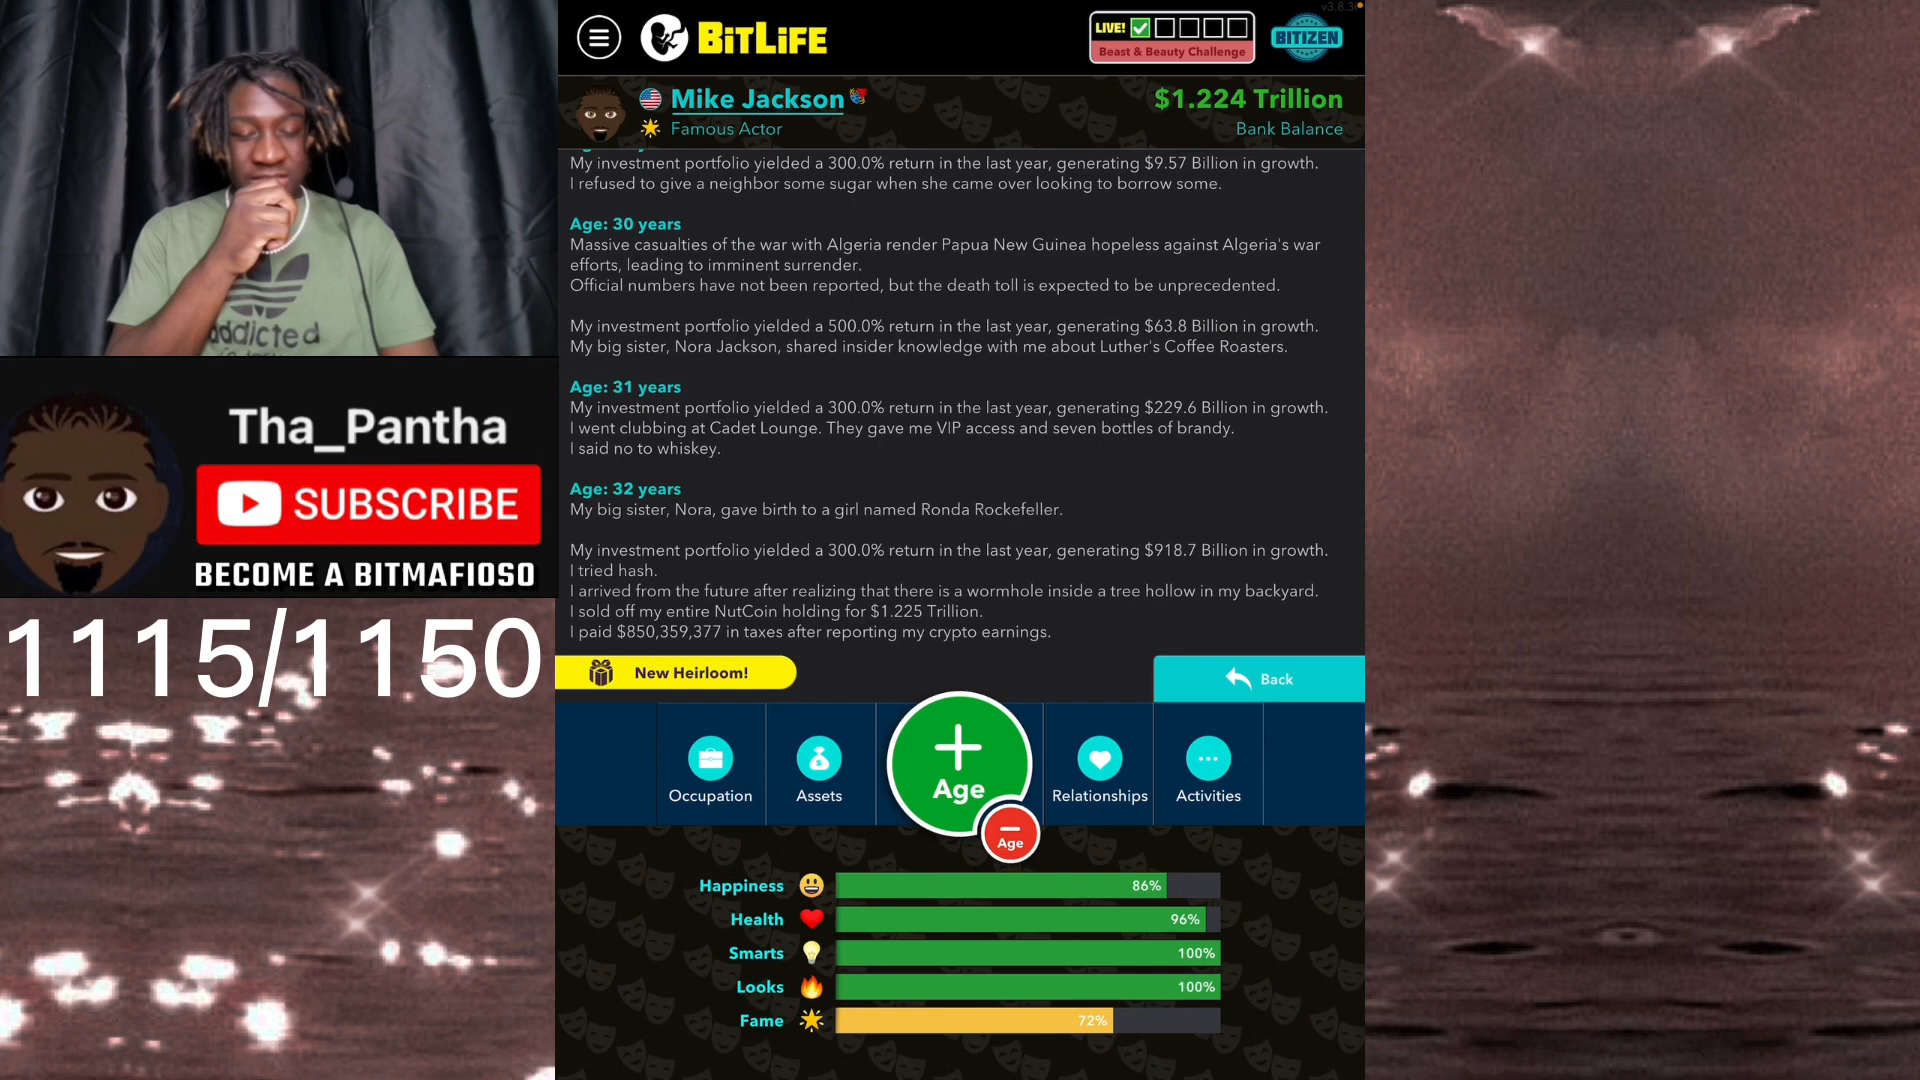 v3.8.3
BITLIFE
LIVE!
Beast & Beauty Challenge
BITIZEN
Mike Jackson
$1.224 Trillion
Famous Actor
Bank Balance
My investment portfolio yielded a 300.0% return in the last year, generating $9.57 Billion in growth.
I refused to give a neighbor some sugar when she came over looking to borrow some.
Age: 30 years
Massive casualties of the war with Algeria render Papua New Guinea hopeless against Algeria's war
efforts, leading to imminent surrender.
Official numbers have not been reported, but the death toll is expected to be unprecedented.
My investment portfolio yielded a 500.0% return in the last year, generating $63.8 Billion in growth.
My big sister, Nora Jackson, shared insider knowledge with me about Luther's Coffee Roasters.
Age: 31 years
My investment portfolio yielded a 300.0% return in the last year, generating $229.6 Billion in growth.
I went clubbing at Cadet Lounge. They gave me VIP access and seven bottles of brandy.
I said no to whiskey.
Age: 32 years
My big sister, Nora, gave birth to a girl named Ronda Rockefeller.
My investment portfolio yielded a 300.0% return in the last year, generating $918.7 Billion in growth.
I tried hash.
I arrived from the future after realizing that there is a wormhole inside a tree hollow in my backyard.
I sold off my entire NutCoin holding for $1.225 Trillion.
I paid $850,359,377 in taxes after reporting my crypto earnings.
New Heirloom!
Back
Occupation
Assets
Age
Age
Relationships
Activities
Happiness 86%
Health 96%
Smarts 100%
Looks 100%
Fame 72%
addicted
Tha_Pantha
SUBSCRIBE
BECOME A BITMAFIOSO
1115/1150